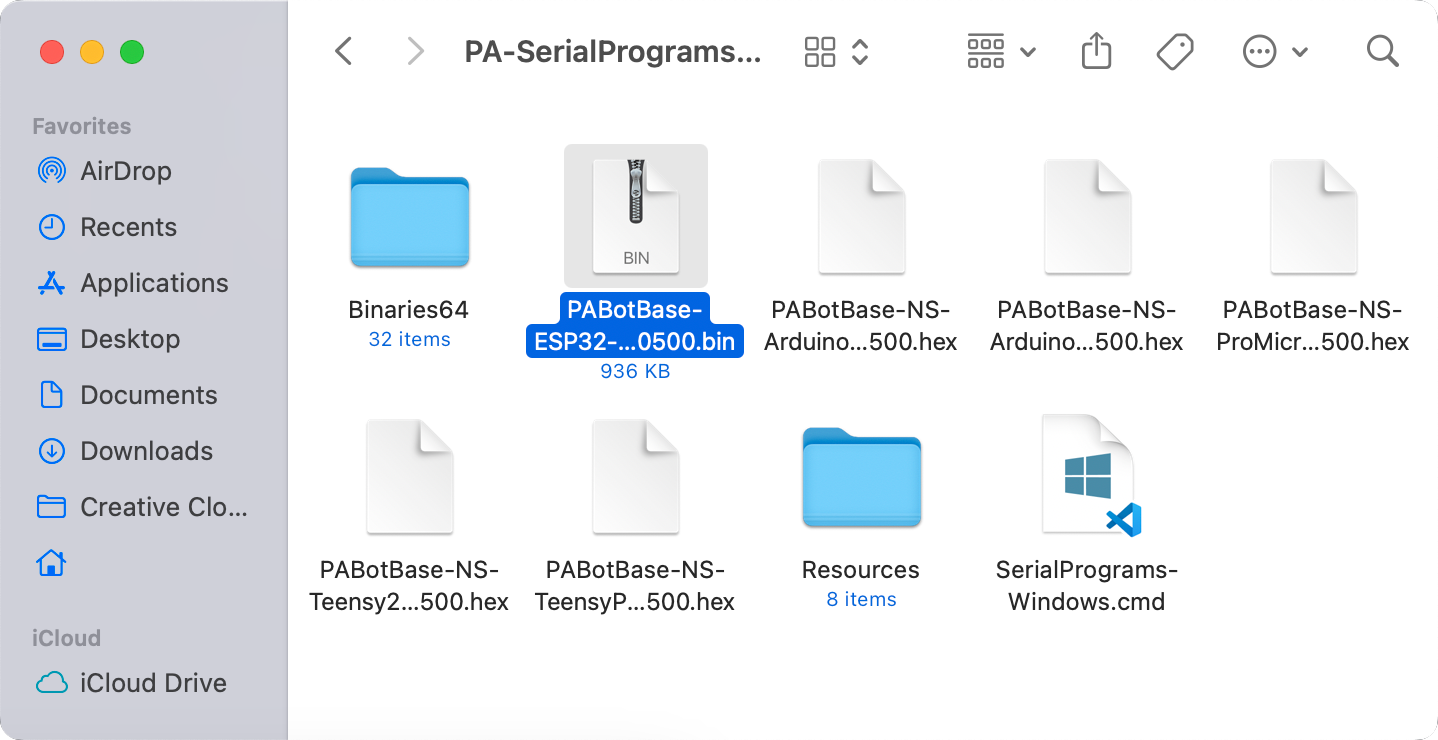 PA-SerialPrograms...
Favorites
AirDrop
Recents
Applications
Desktop
Documents
Downloads
Creative Clo...
iCloud
iCloud Drive
Binaries64
32 items
BIN
PABotBase-
ESP32-...0500.bin
936 KB
PABotBase-NS-
Arduino...500.hex
PABotBase-NS-
Arduino...500.hex
PABotBase-NS-
ProMicr...500.hex
PABotBase-NS-
Teensy2...500.hex
PABotBase-NS-
TeensyP...500.hex
Resources
8 items
SerialPrograms-
Windows.cmd